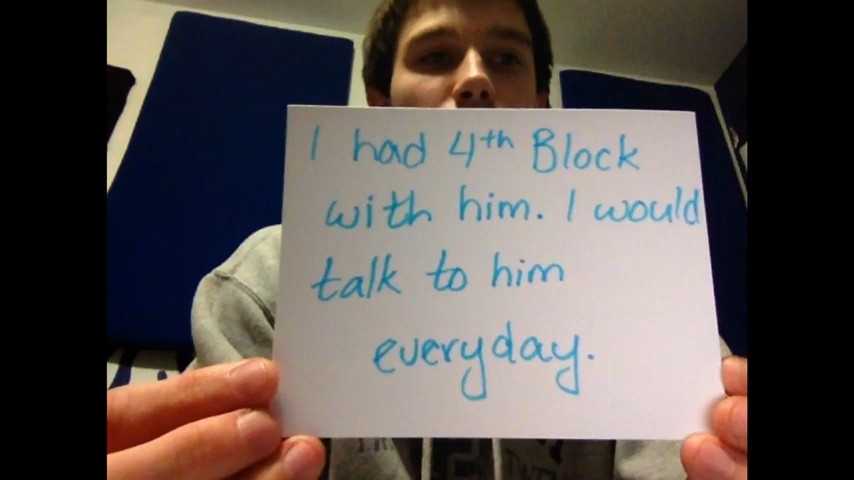 I had 4th Block
with him. I would
talk to him
everyday.